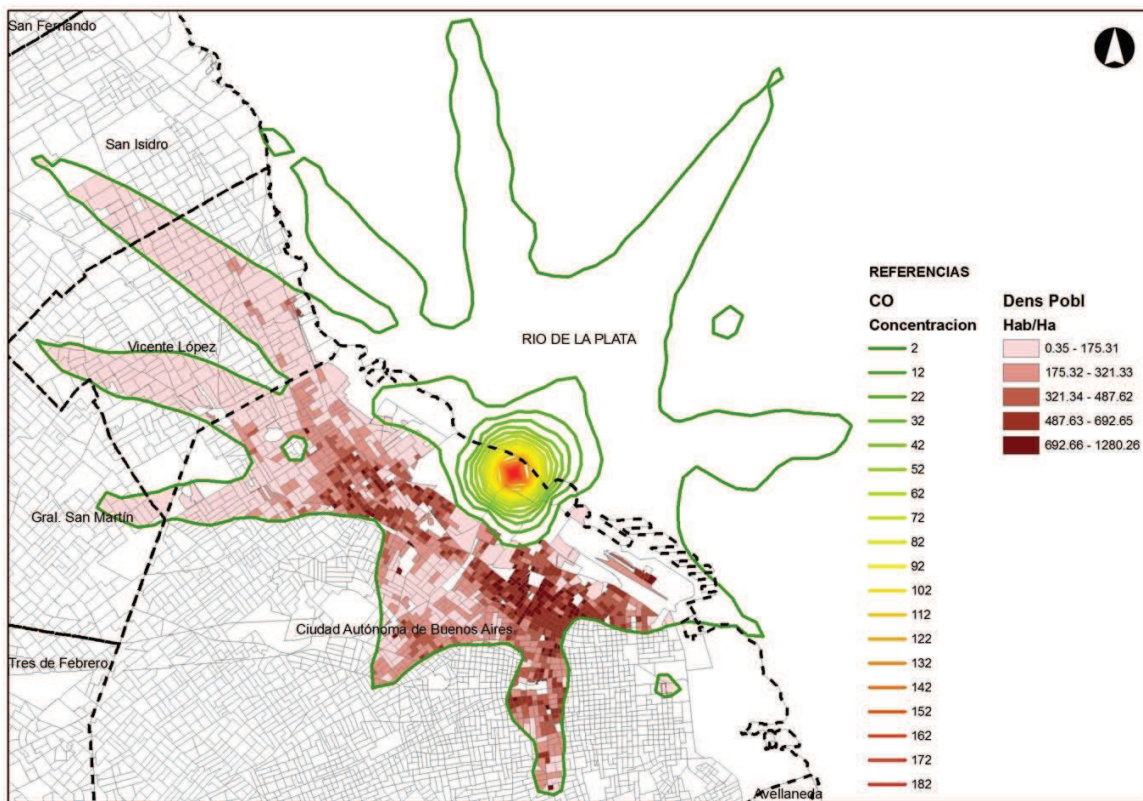 San Fernando
San Isidro
Vicente López
RIO DE LA PLATA
Gral. San Martín
Ciudad Autónoma de Buenos Aires
Tres de Febrero
Avellaneda
REFERENCIAS
CO
Concentracion
2
12
22
32
42
52
62
72
82
92
102
112
122
132
142
152
162
172
182
Dens Pobl
Hab/Ha
0.35 - 175.31
175.32 - 321.33
321.34 - 487.62
487.63 - 692.65
692.66 - 1280.26